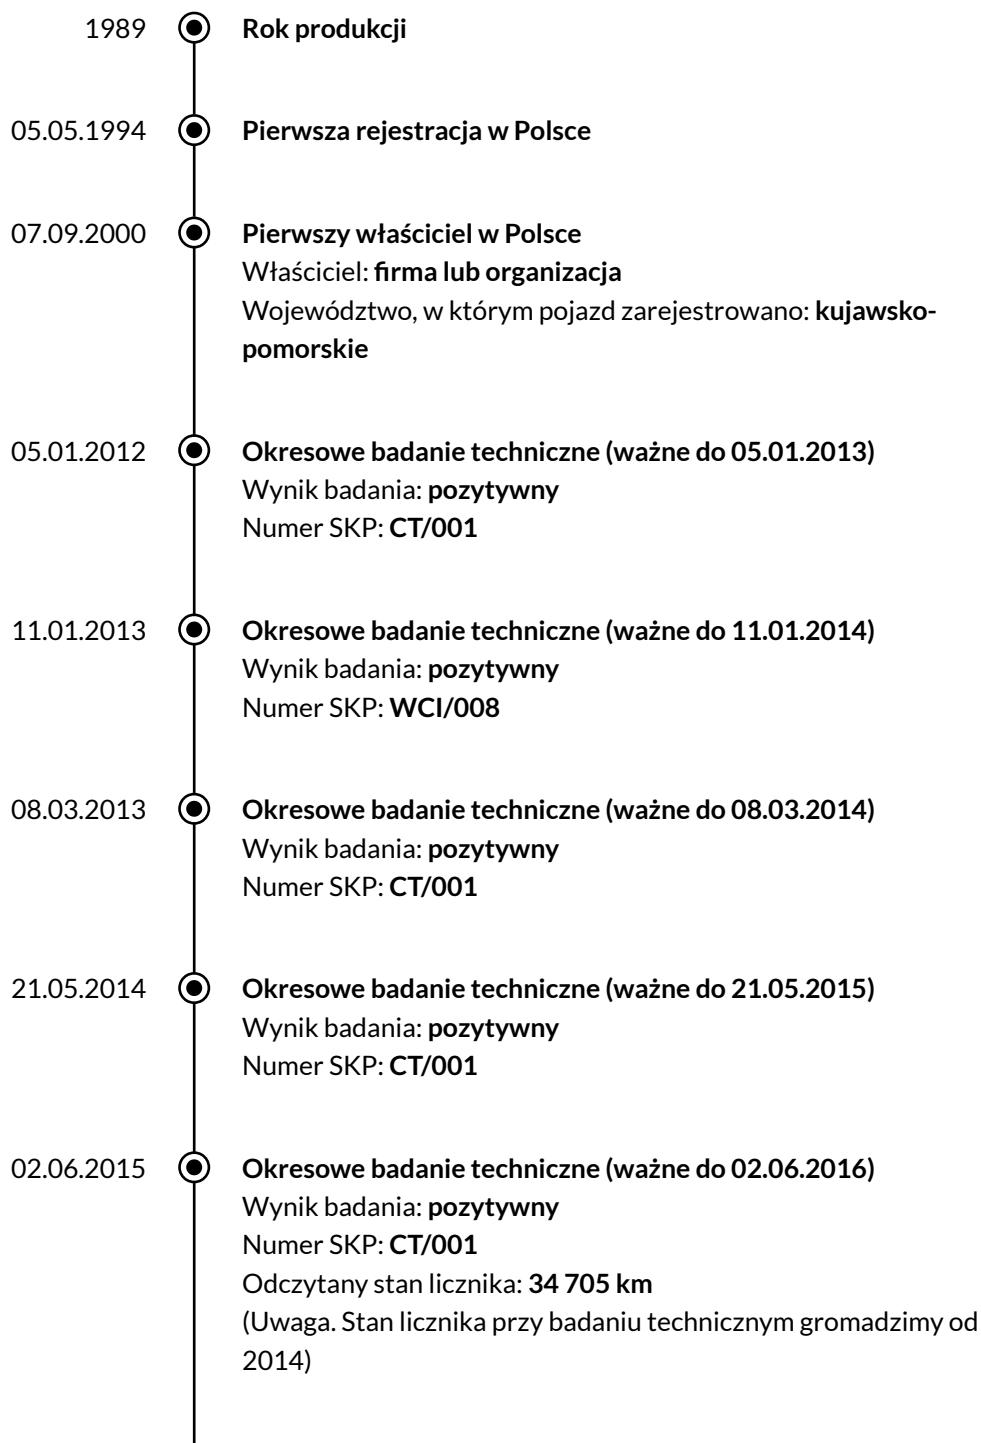 1989 Rok produkcji
05.05.1994 Pierwsza rejestracja w Polsce
07.09.2000 Pierwszy właściciel w Polsce
Właściciel: firma lub organizacja
Województwo, w którym pojazd zarejestrowano: kujawsko-
pomorskie
05.01.2012 Okresowe badanie techniczne (ważne do 05.01.2013)
Wynik badania: pozytywny
Numer SKP: CT/001
11.01.2013 Okresowe badanie techniczne (ważne do 11.01.2014)
Wynik badania: pozytywny
Numer SKP: WCI/008
08.03.2013 Okresowe badanie techniczne (ważne do 08.03.2014)
Wynik badania: pozytywny
Numer SKP: CT/001
21.05.2014 Okresowe badanie techniczne (ważne do 21.05.2015)
Wynik badania: pozytywny
Numer SKP: CT/001
02.06.2015 Okresowe badanie techniczne (ważne do 02.06.2016)
Wynik badania: pozytywny
Numer SKP: CT/001
Odczytany stan licznika: 34 705 km
(Uwaga. Stan licznika przy badaniu technicznym gromadzimy od
2014)